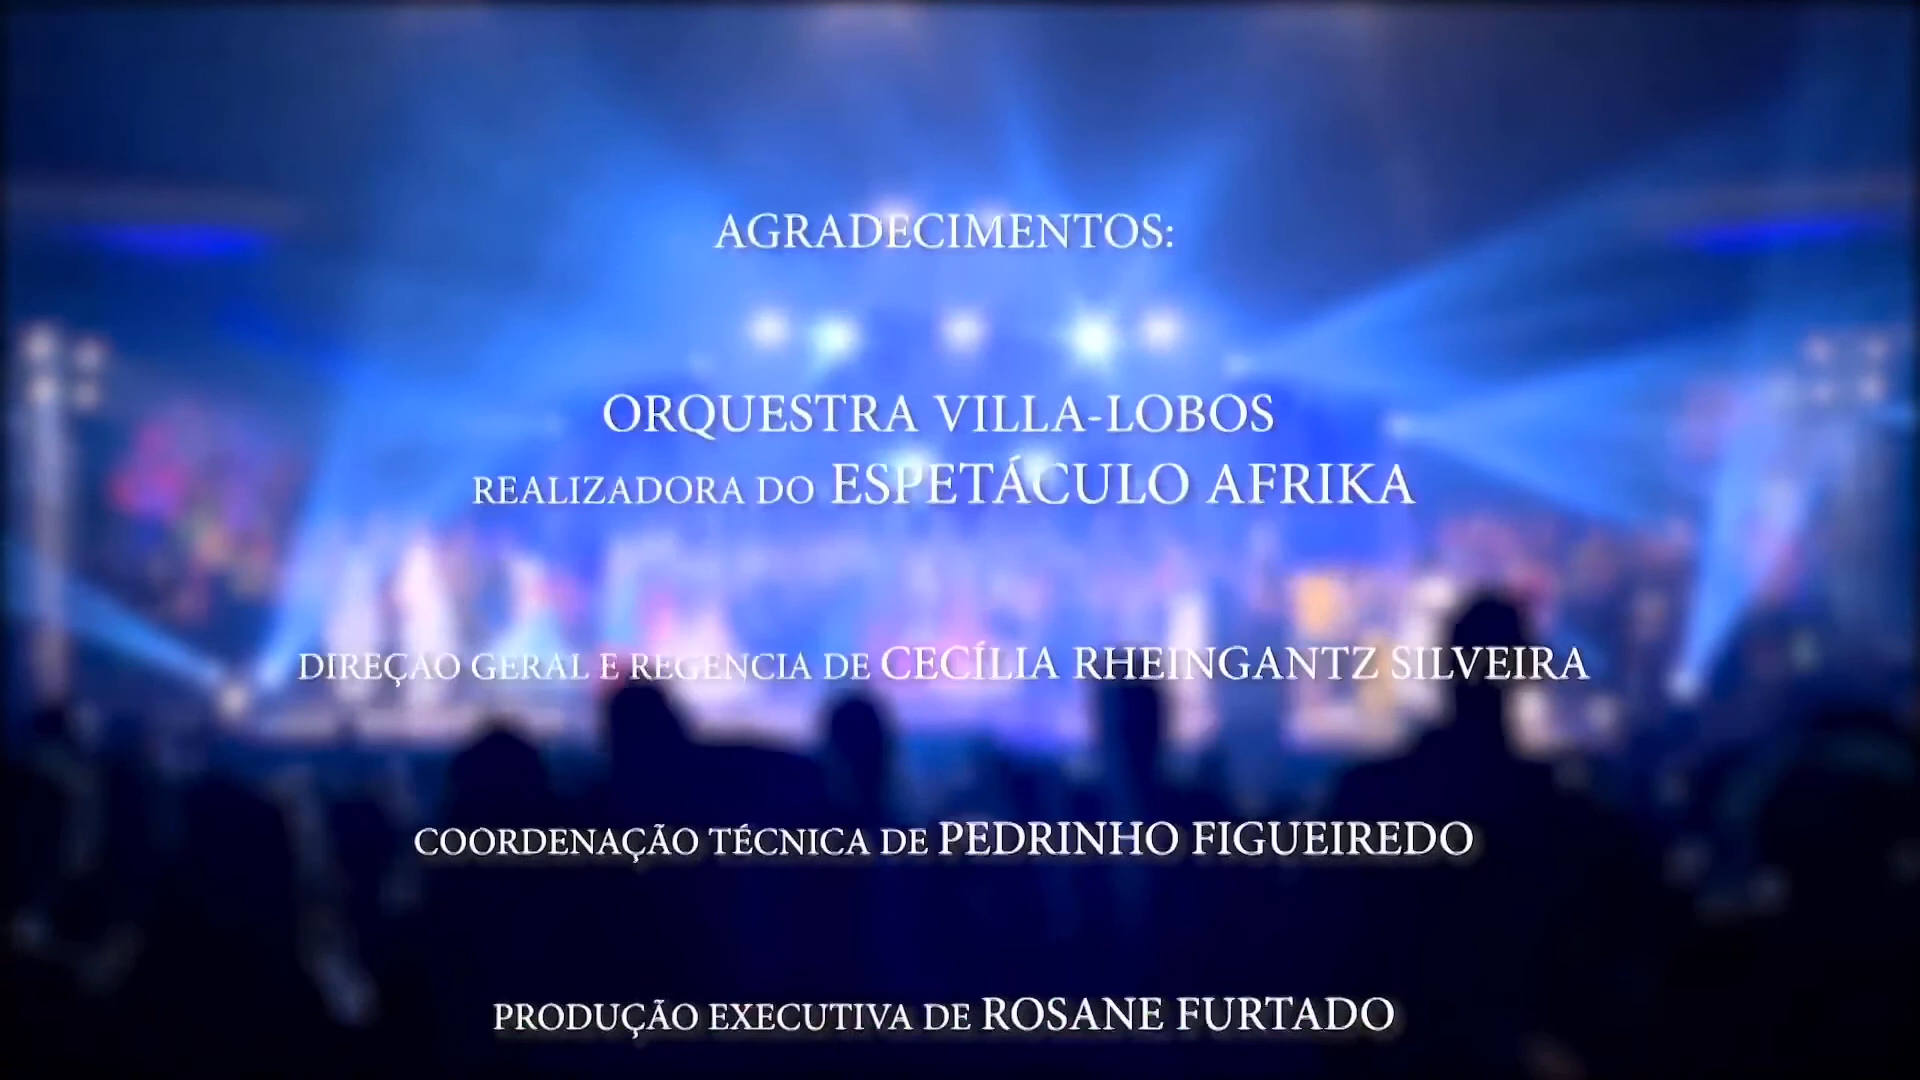 AGRADECIMENTOS:
ORQUESTRA VILLA-LOBOS
REALIZADORA DO ESPETÁCULO AFRIKA
DIREÇÃO GERAL E REGÊNCIA DE CECÍLIA RHEINGANTZ SILVEIRA
COORDENAÇÃO TÉCNICA DE PEDRINHO FIGUEIREDO
PRODUÇÃO EXECUTIVA DE ROSANE FURTADO